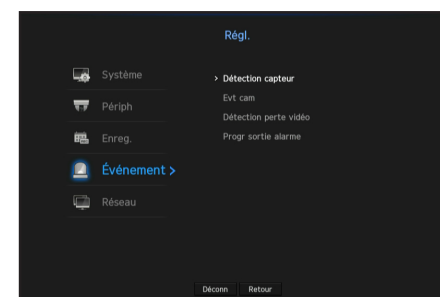 Régl.
Système
Périph
Enreg.
Événement >
Réseau
> Détection capteur
Evt cam
Détection perte vidéo
Progr sortie alarme
Déconn Retour